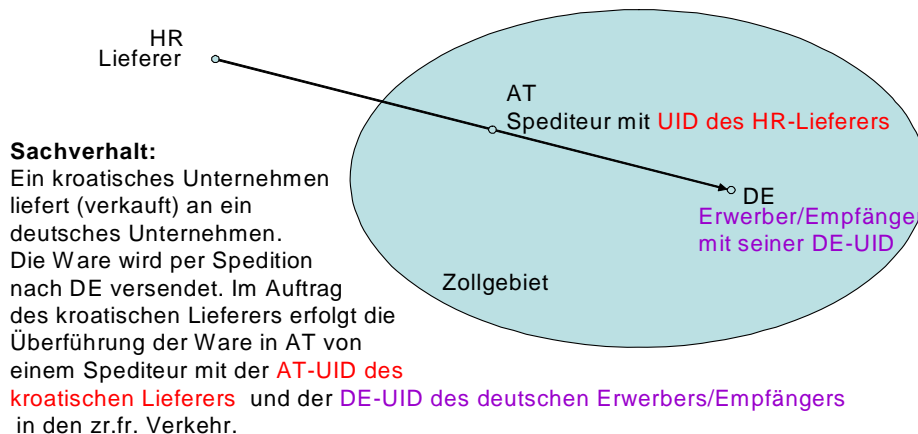 HR
Lieferer
AT
Spediteur mit UID des HR-Lieferers
DE
Erwerber/Empfänge
mit seiner DE-UID
Zollgebiet
Sachverhalt:
Ein kroatisches Unternehmen
liefert (verkauft) an ein
deutsches Unternehmen.
Die Ware wird per Spedition
nach DE versendet. Im Auftrag
des kroatischen Lieferers erfolgt die
Überführung der Ware in AT von
einem Spediteur mit der AT-UID des
kroatischen Lieferers und der DE-UID des deutschen Erwerbers/Empfängers
in den zr.fr. Verkehr.